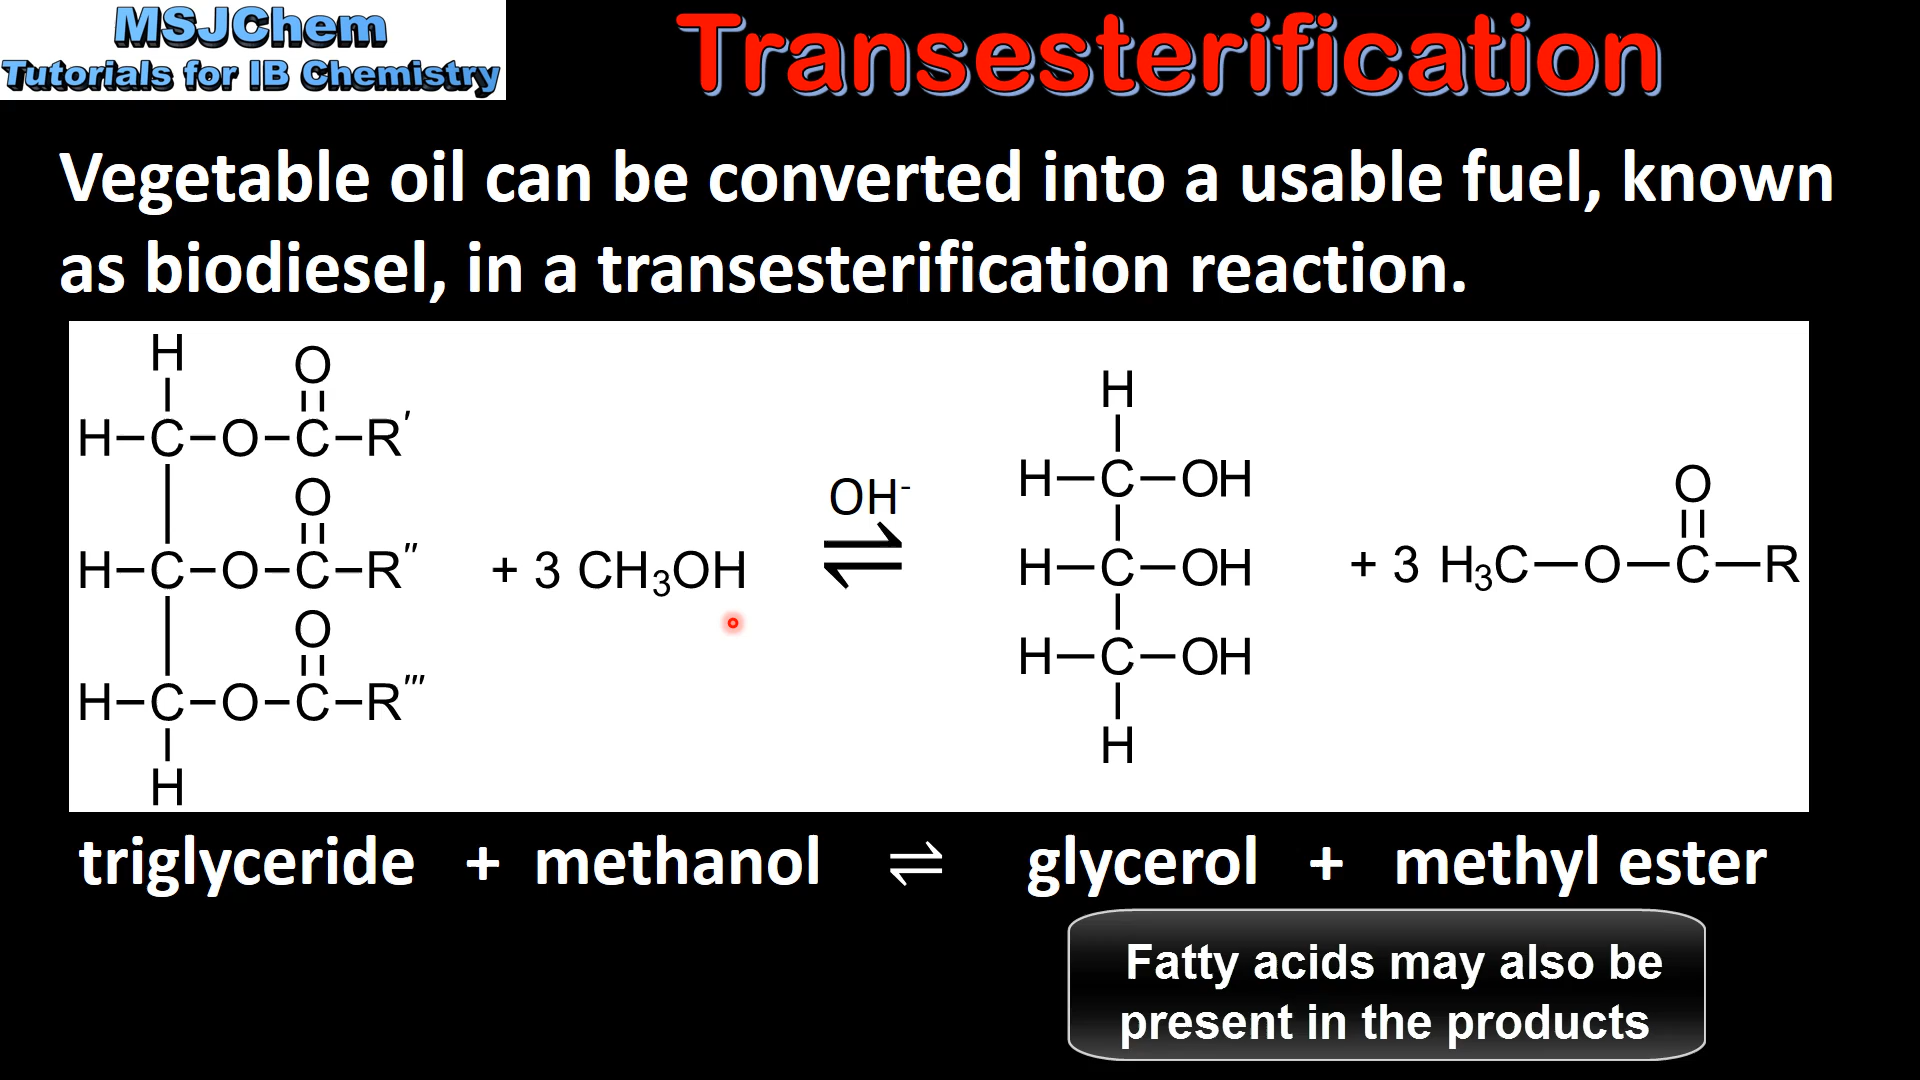 MSJChem
Tutorials for IB Chemistry
Transesterification
Vegetable oil can be converted into a usable fuel, known
as biodiesel, in a transesterification reaction.
H O
H–C–O–C–R′
O
H–C–O–C–R″
O
H–C–O–C–R‴
H
+ 3 CH₃OH
OH⁻
⇌
H
H–C–OH
H–C–OH
H–C–OH
H
O
+ 3 H₃C–O–C–R
triglyceride + methanol ⇌ glycerol + methyl ester
Fatty acids may also be
present in the products